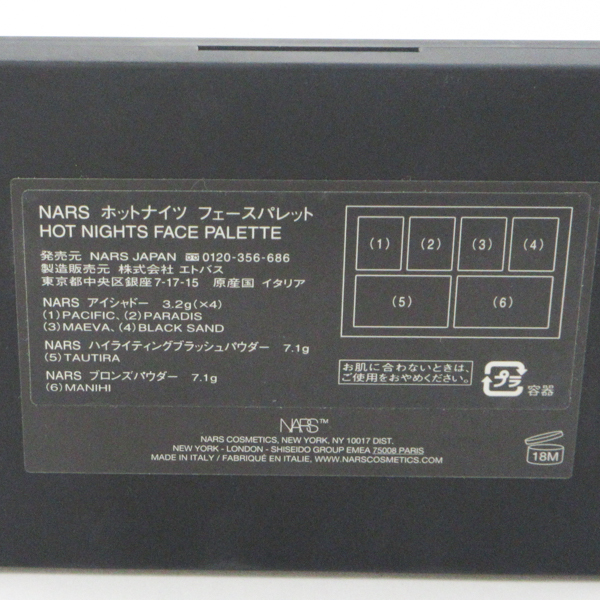 NARS ホットナイツ フェースパレット
HOT NIGHTS FACE PALETTE
発売元 NARS JAPAN 0120-356-686
製造販売元 株式会社 エトバス
東京都中央区銀座7-17-15 原産国 イタリア
NARS アイシャドー 3.2g(×4)
(1)PACIFIC、(2)PARADIS
(3)MAEVA、(4)BLACK SAND
NARS ハイライティングブラッシュパウダー 7.1g
(5)TAUTIRA
NARS ブロンズパウダー 7.1g
(6)MANIHI
(1) (2) (3) (4)
(5) (6)
お肌に合わないときは、
ご使用をおやめください。
プラ
容器
NARS
NARS COSMETICS, NEW YORK, NY 10017 DIST.
NEW YORK - LONDON - SHISEIDO GROUP EMEA 75008 PARIS
MADE IN ITALY / FABRIQUÉ EN ITALIE, WWW.NARSCOSMETICS.COM
18M